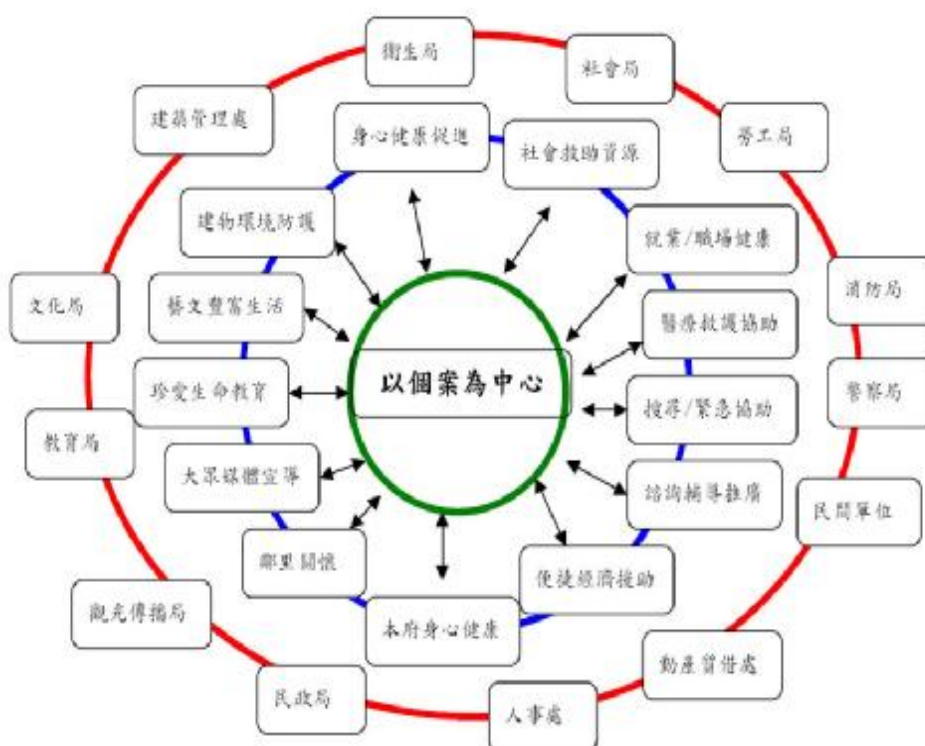 衛生局
社會局
建築管理處
勞工局
身心健康促進
社會救助資源
建物環境防護
就業/職場健康
文化局
藝文豐富生活
消防局
醫療救護協助
以個案為中心
珍愛生命教育
搜尋/緊急協助
警察局
教育局
大眾媒體宣導
諮詢輔導推廣
民間單位
鄰里關懷
便捷經濟援助
觀光傳播局
本府身心健康
動產質借處
民政局
人事處